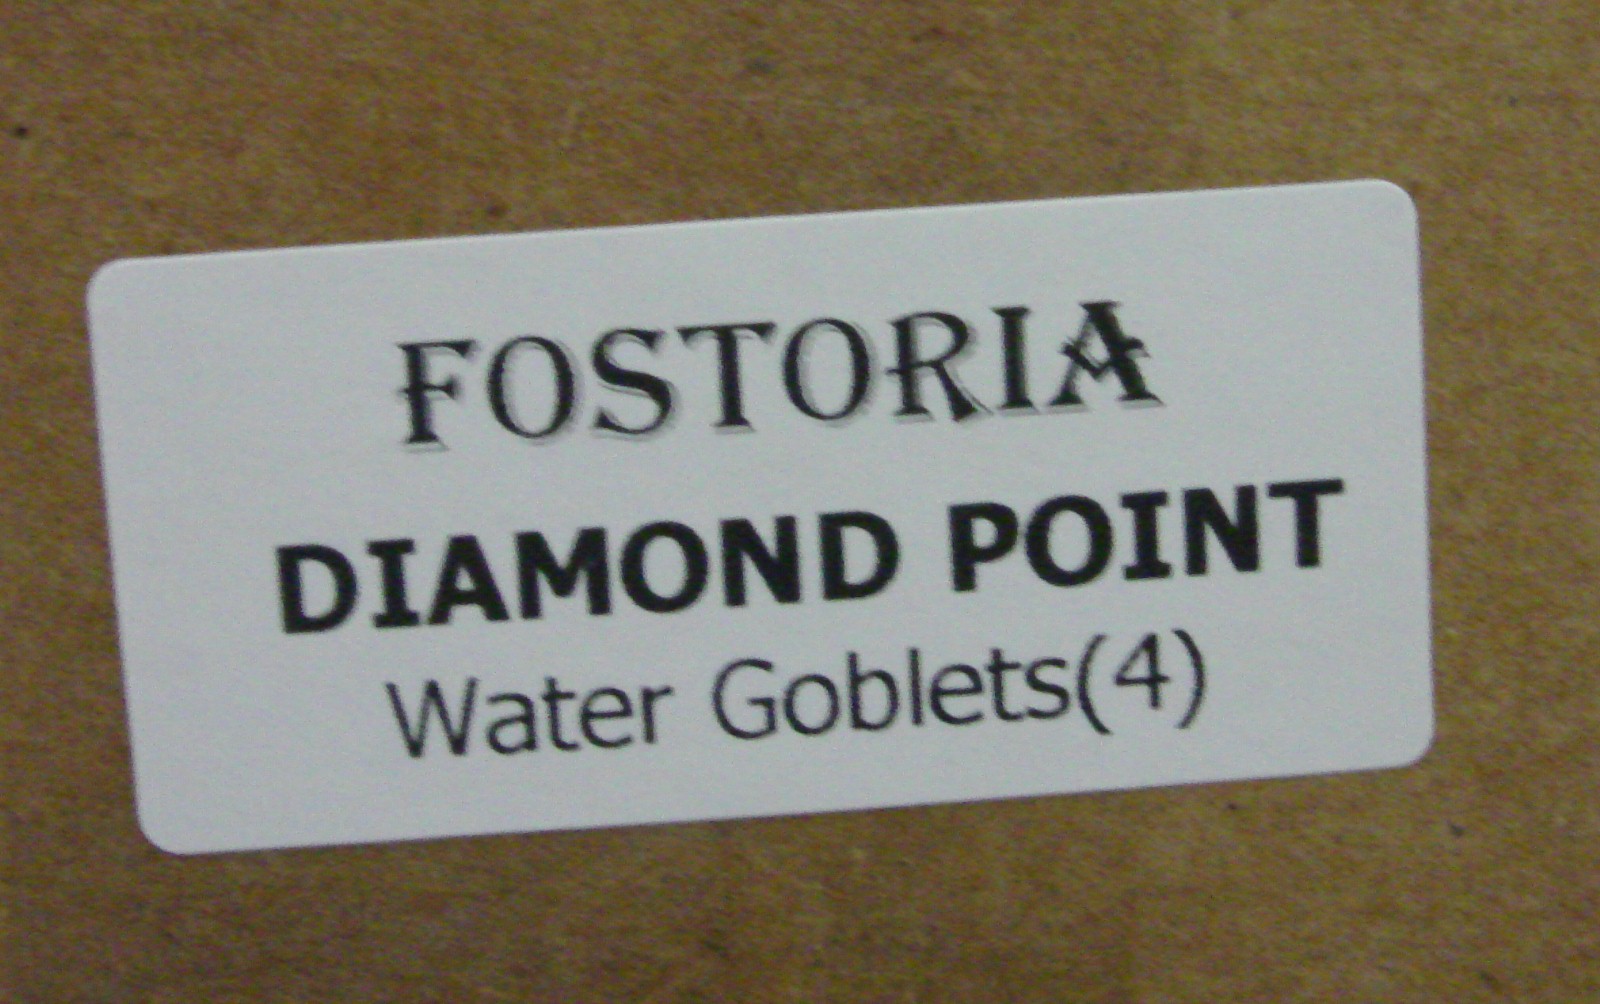 FOSTORIA
DIAMOND POINT
Water Goblets(4)